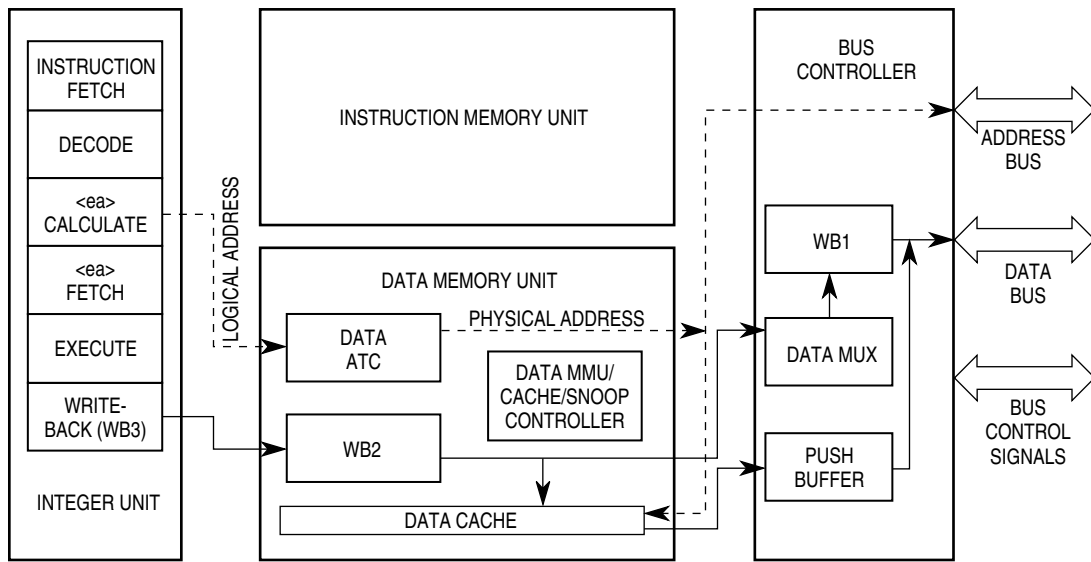 INSTRUCTION
FETCH
DECODE
<ea>
CALCULATE
<ea>
FETCH
EXECUTE
WRITE-
BACK (WB3)
INTEGER UNIT
LOGICAL ADDRESS
INSTRUCTION MEMORY UNIT
DATA MEMORY UNIT
DATA
ATC
PHYSICAL ADDRESS
DATA MMU/
CACHE/SNOOP
CONTROLLER
WB2
DATA CACHE
BUS
CONTROLLER
WB1
DATA MUX
PUSH
BUFFER
ADDRESS
BUS
DATA
BUS
BUS
CONTROL
SIGNALS